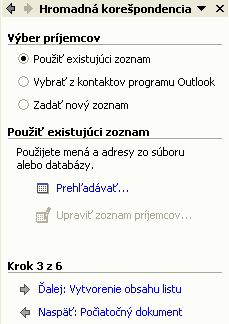 Hromadná korešpondencia
Výber príjemcov
Použiť existujúci zoznam
Vybrať z kontaktov programu Outlook
Zadať nový zoznam
Použiť existujúci zoznam
Použijete mená a adresy zo súboru
alebo databázy.
Prehľadávať...
Upraviť zoznam príjemcov...
Krok 3 z 6
Ďalej: Vytvorenie obsahu listu
Naspäť: Počiatočný dokument